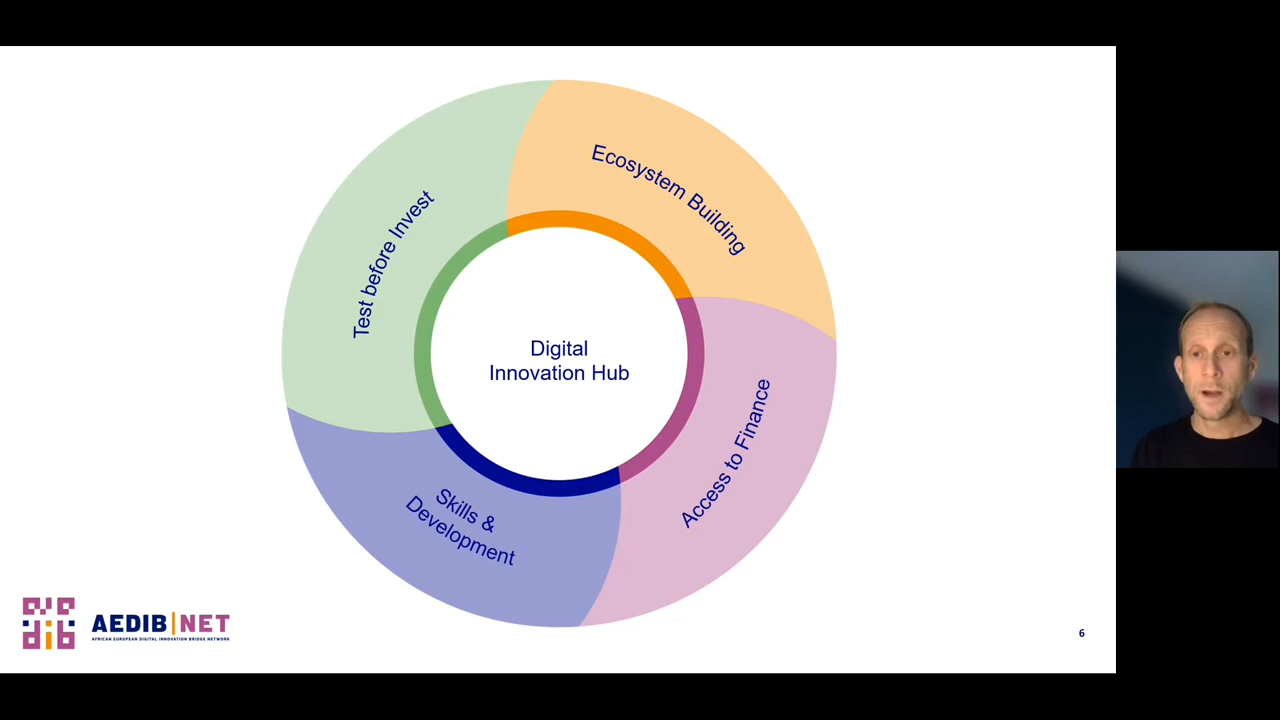 Ecosystem Building
Test before Invest
Digital
Innovation Hub
Access to Finance
Skills &
Development
AEDIB|NET
AFRICAN EUROPEAN DIGITAL INNOVATION BRIDGE NETWORK
6